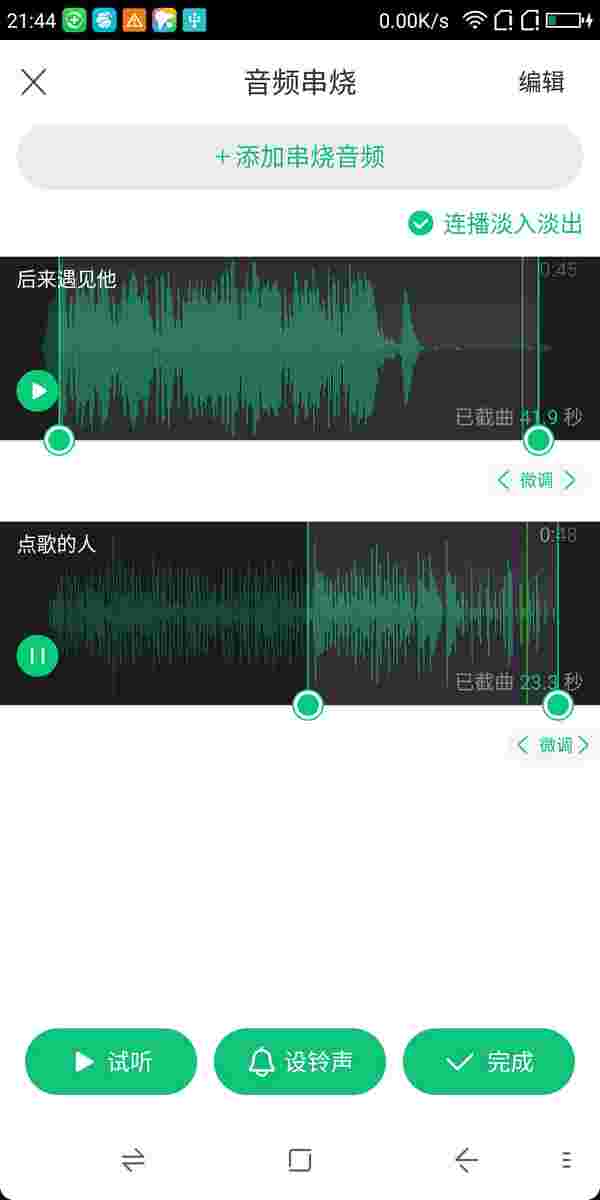 21:44 0.00K/s
音频串烧 编辑
+添加串烧音频
连播淡入淡出
后来遇见他 0:45
已截曲 41.9 秒
微调
点歌的人 0:48
已截曲 23.3 秒
微调
试听 设铃声 完成